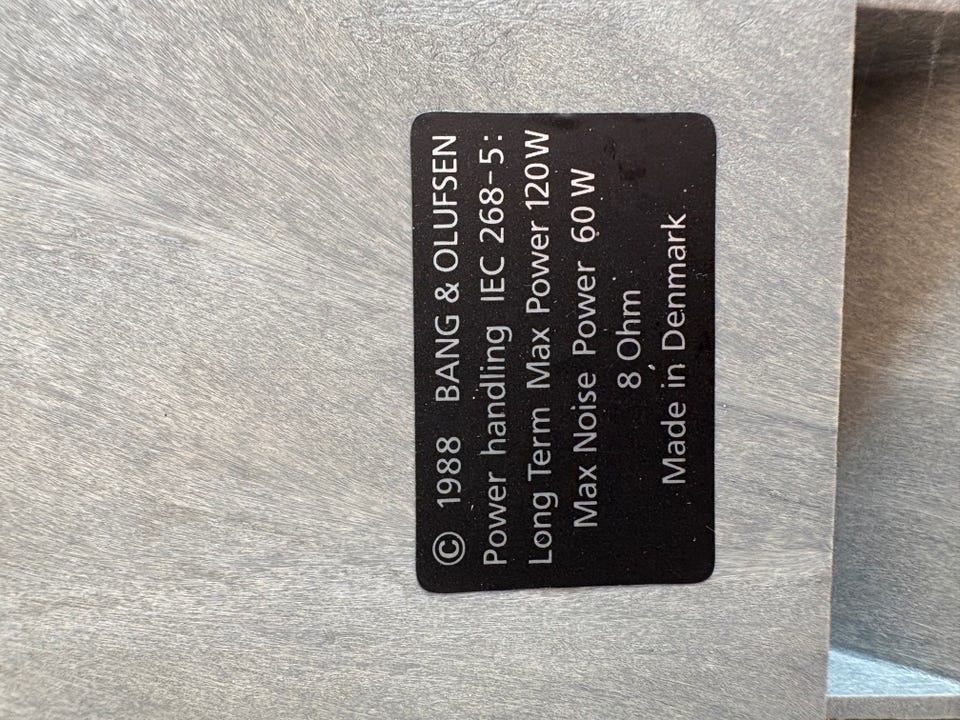 © 1988 BANG & OLUFSEN
Power handling IEC 268-5:
Long Term Max Power 120W
Max Noise Power 60 W
8 Ohm
Made in Denmark